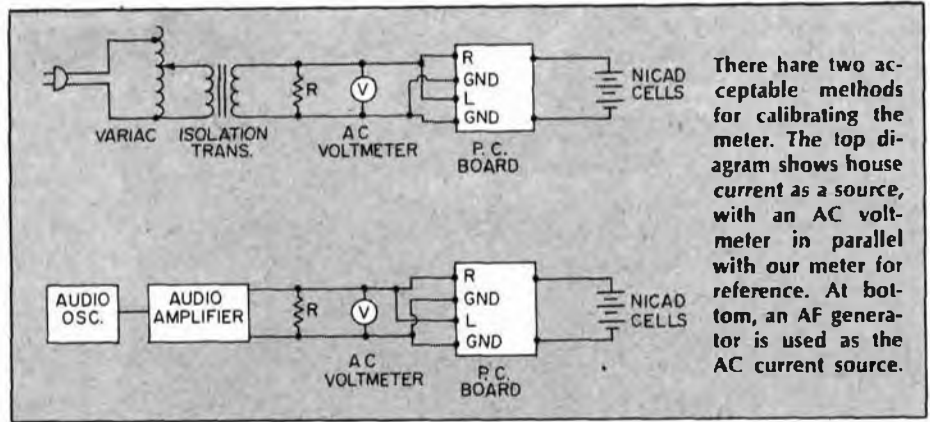 R
GND
L
GND
R
V
NICAD
CELLS
VARIAC
ISOLATION
TRANS.
AC
VOLTMETER
P. C.
BOARD
AUDIO
OSC.
AUDIO
AMPLIFIER
R
V
R
GND
L
GND
NICAD
CELLS
AC
VOLTMETER
P. C.
BOARD
There hare two ac-
ceptable methods
for calibrating the
meter. The top di-
agram shows house
current as a source,
with an AC volt-
meter in parallel
with our meter for
reference. At bot-
tom, an AF genera-
tor is used as the
AC current source.